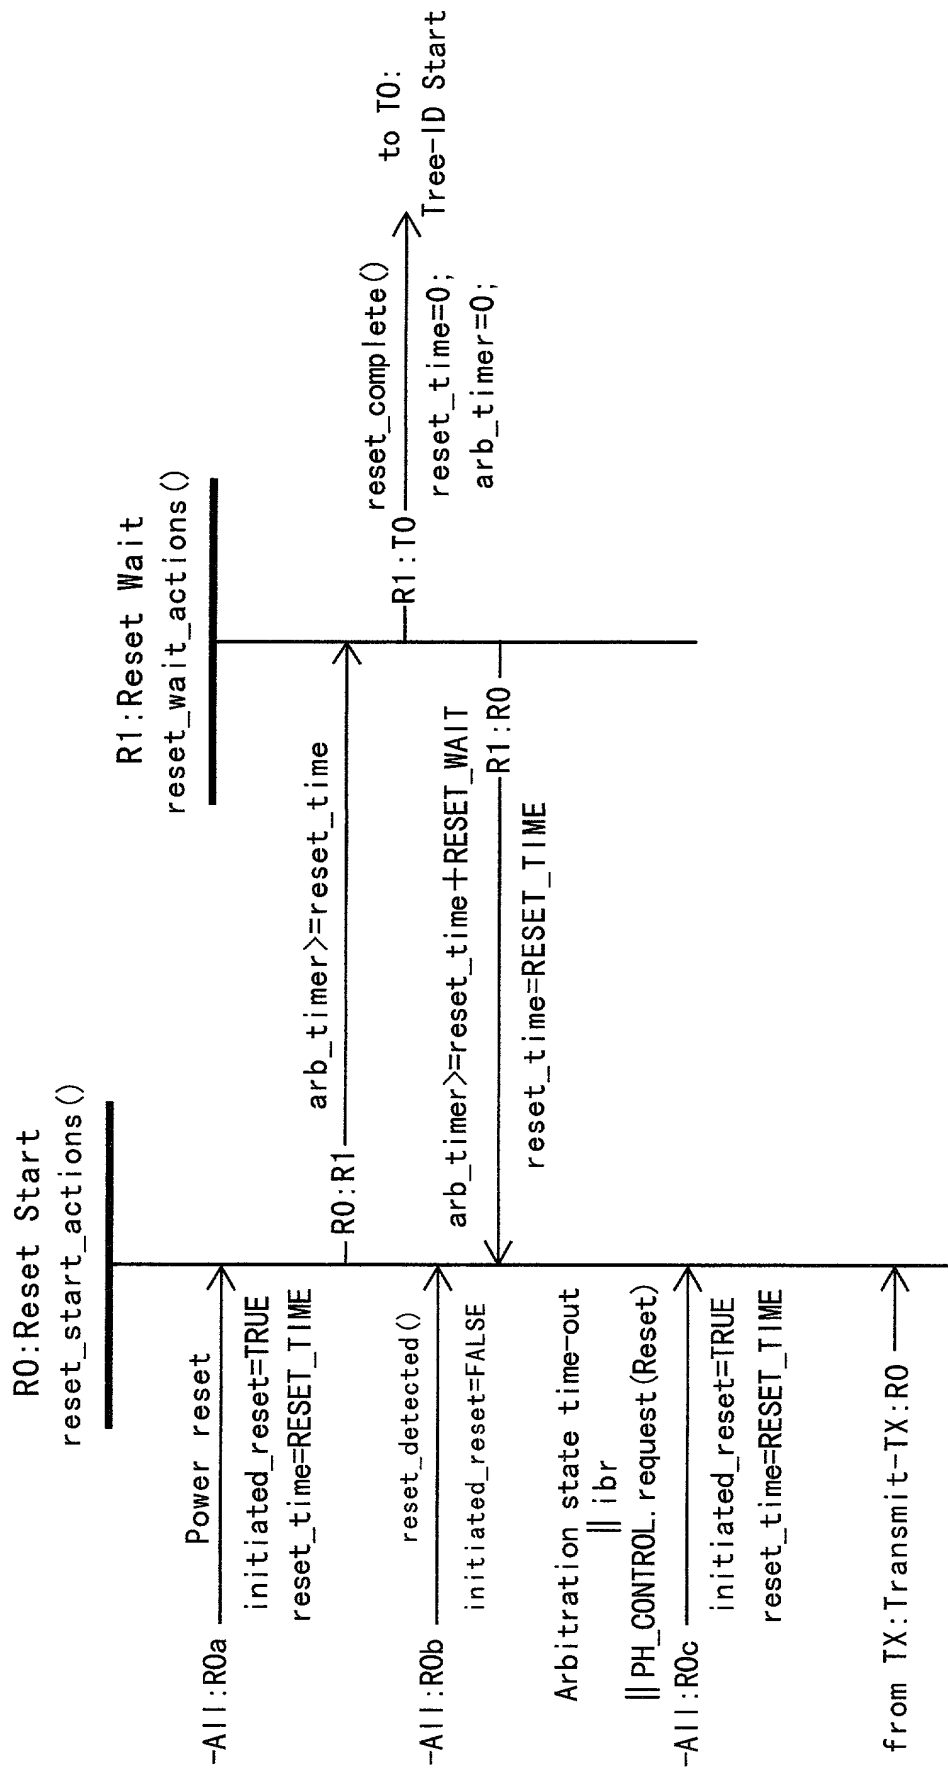 R0:Reset Start
reset_start_actions()
R1:Reset Wait
reset_wait_actions()
Power reset
-All:R0a
initiated_reset=TRUE
reset_time=RESET_TIME
arb_timer>=reset_time
R0:R1
reset_complete()
R1:T0
to T0:
Tree-ID Start
reset_time=0;
arb_timer=0;
reset_detected()
-All:R0b
initiated_reset=FALSE
arb_timer>=reset_time+RESET_WAIT
R1:R0
reset_time=RESET_TIME
Arbitration state time-out
|| ibr
||PH_CONTROL.request(Reset)
-All:R0c
initiated_reset=TRUE
reset_time=RESET_TIME
from TX:Transmit-TX:R0